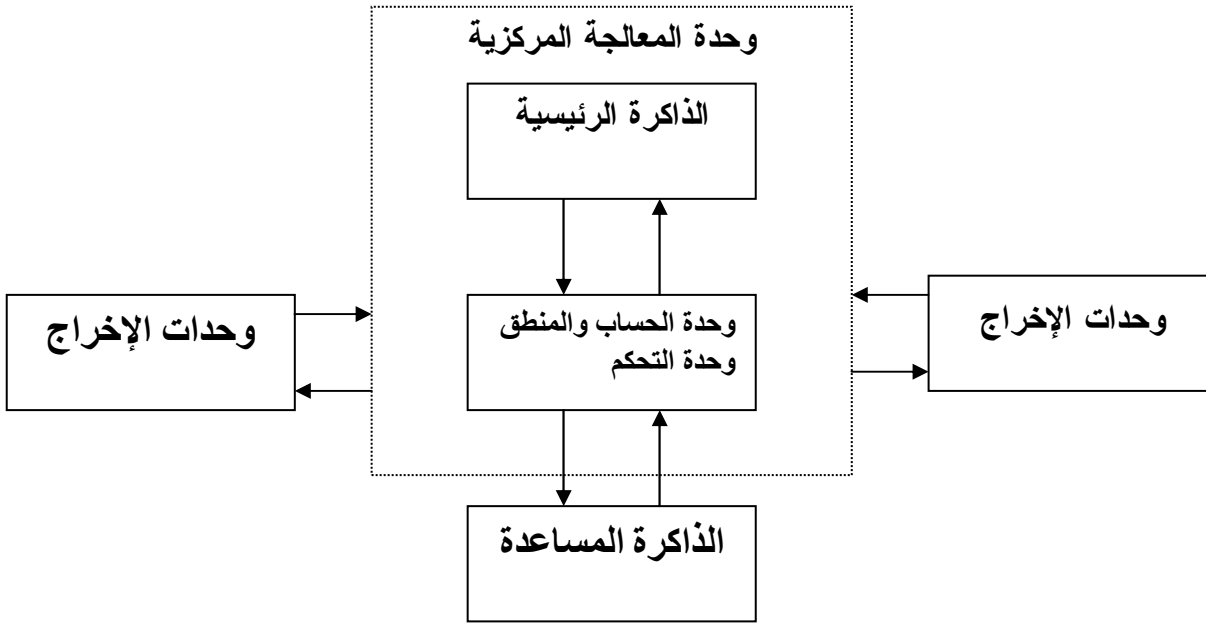 وحدة المعالجة المركزية
الذاكرة الرئيسية
وحدات الإخراج
وحدة الحساب والمنطق
وحدة التحكم
وحدات الإخراج
الذاكرة المساعدة